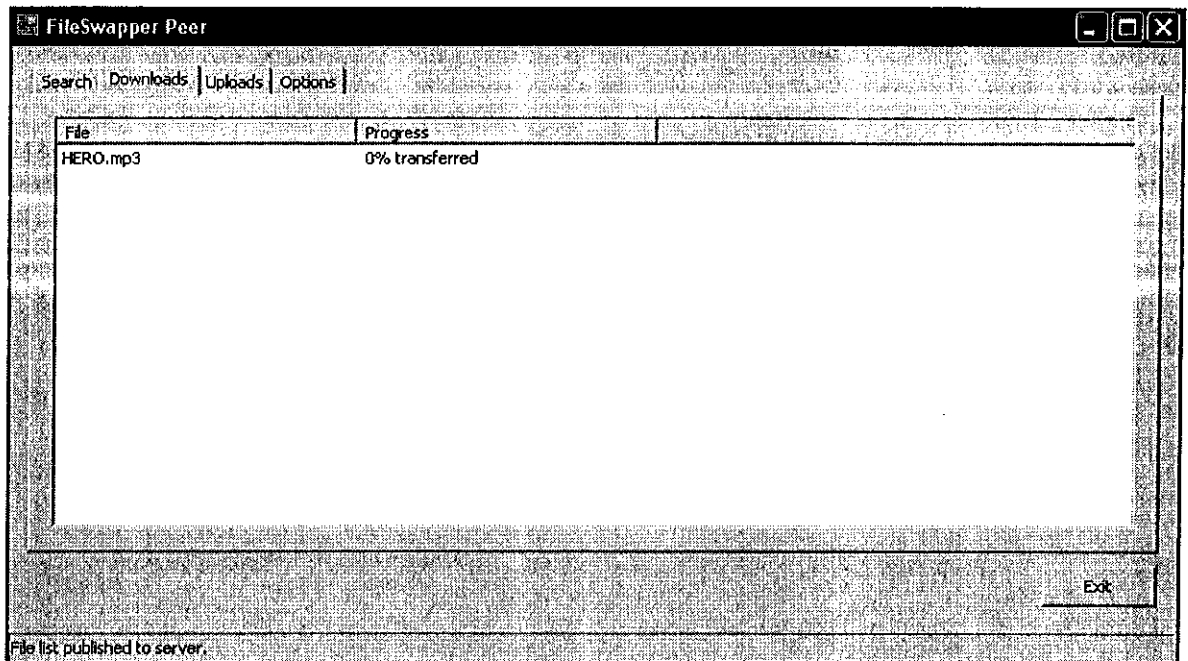 FileSwapper Peer
Search Downloads Uploads Options
File Progress
HERO.mp3 0% transferred
Exit
File list published to server.